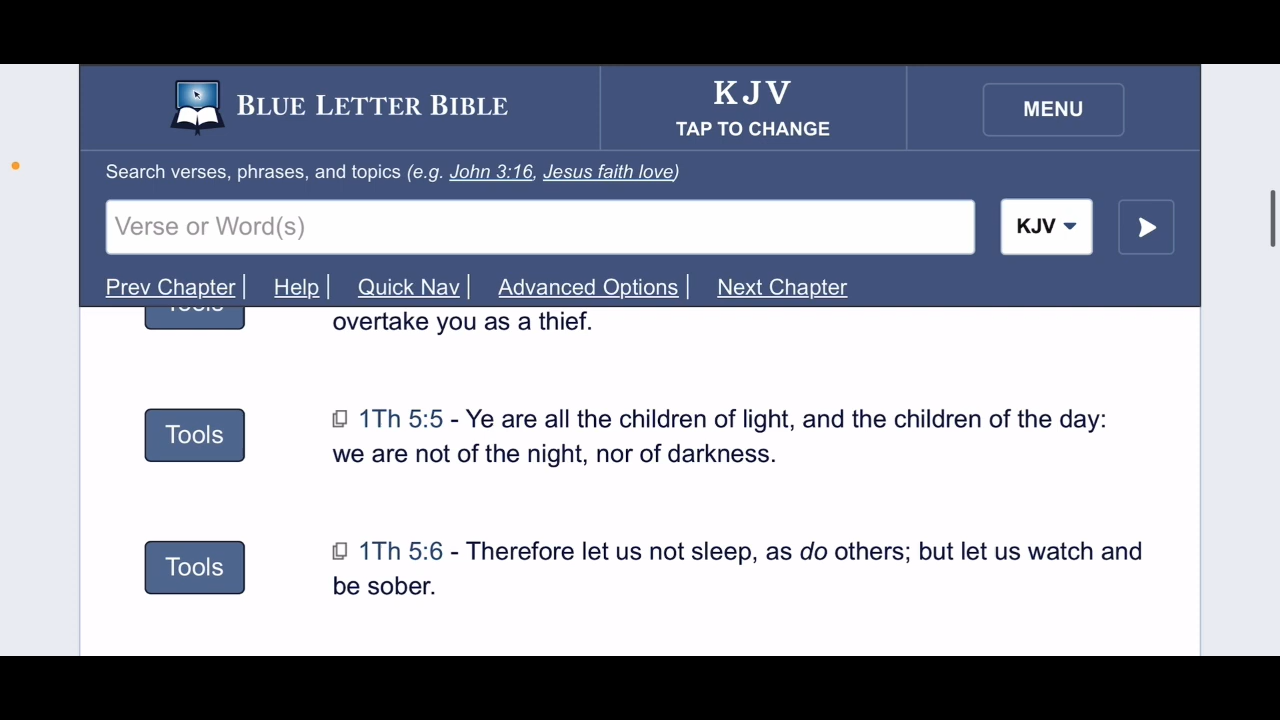 BLUE LETTER BIBLE
KJV
TAP TO CHANGE
MENU
Search verses, phrases, and topics (e.g. John 3:16, Jesus faith love)
Verse or Word(s)
KJV
Prev Chapter | Help | Quick Nav | Advanced Options | Next Chapter
Tools
overtake you as a thief.
Tools
1Th 5:5 - Ye are all the children of light, and the children of the day:
we are not of the night, nor of darkness.
Tools
1Th 5:6 - Therefore let us not sleep, as do others; but let us watch and
be sober.